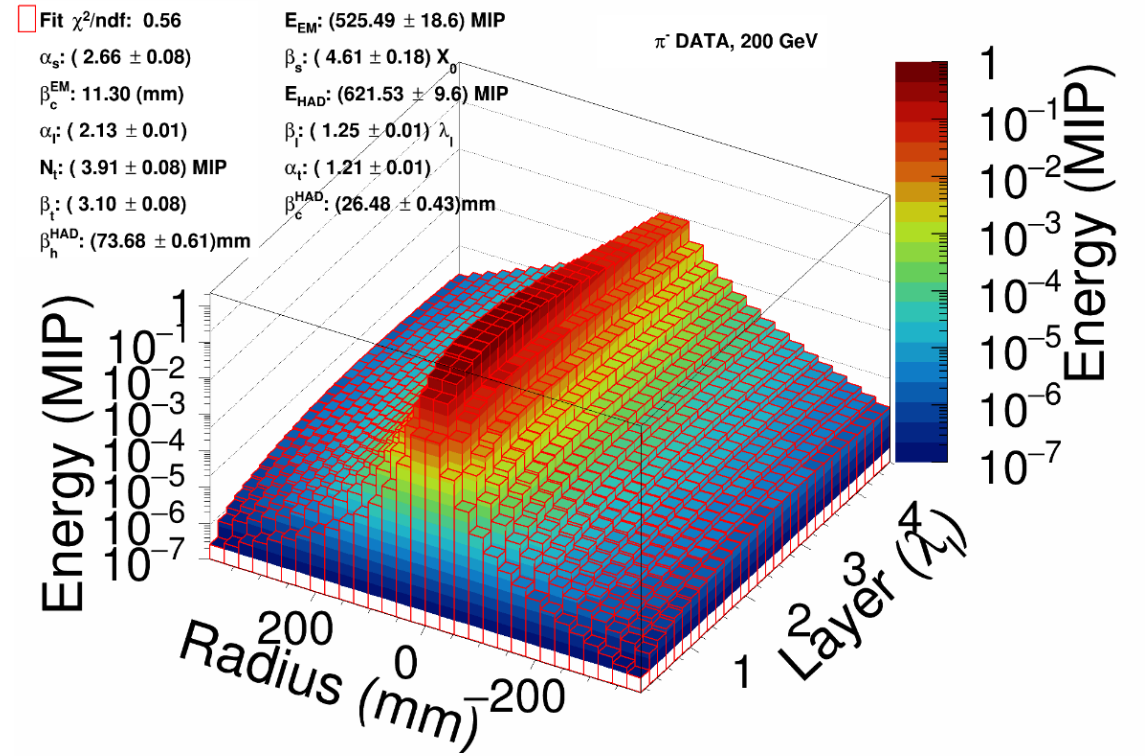 Fit χ²/ndf: 0.56
E_EM: (525.49 ± 18.6) MIP
α_s: ( 2.66 ± 0.08)
β_s: ( 4.61 ± 0.18) X_0
β_c^EM: 11.30 (mm)
E_HAD: (621.53 ± 9.6) MIP
α_l: ( 2.13 ± 0.01)
β_l: ( 1.25 ± 0.01) λ_l
N_t: ( 3.91 ± 0.08) MIP
α_t: ( 1.21 ± 0.01)
β_t: ( 3.10 ± 0.08)
β_c^HAD: (26.48 ± 0.43)mm
β_h^HAD: (73.68 ± 0.61)mm
π⁻ DATA, 200 GeV
Energy (MIP)
1
1
10⁻¹
10⁻²
10⁻³
10⁻⁴
10⁻⁵
10⁻⁶
10⁻⁷
Radius (mm)
200
0
−200
Layer (λ_l)
1
2
3
4
Energy (MIP)
1
10⁻¹
10⁻²
10⁻³
10⁻⁴
10⁻⁵
10⁻⁶
10⁻⁷